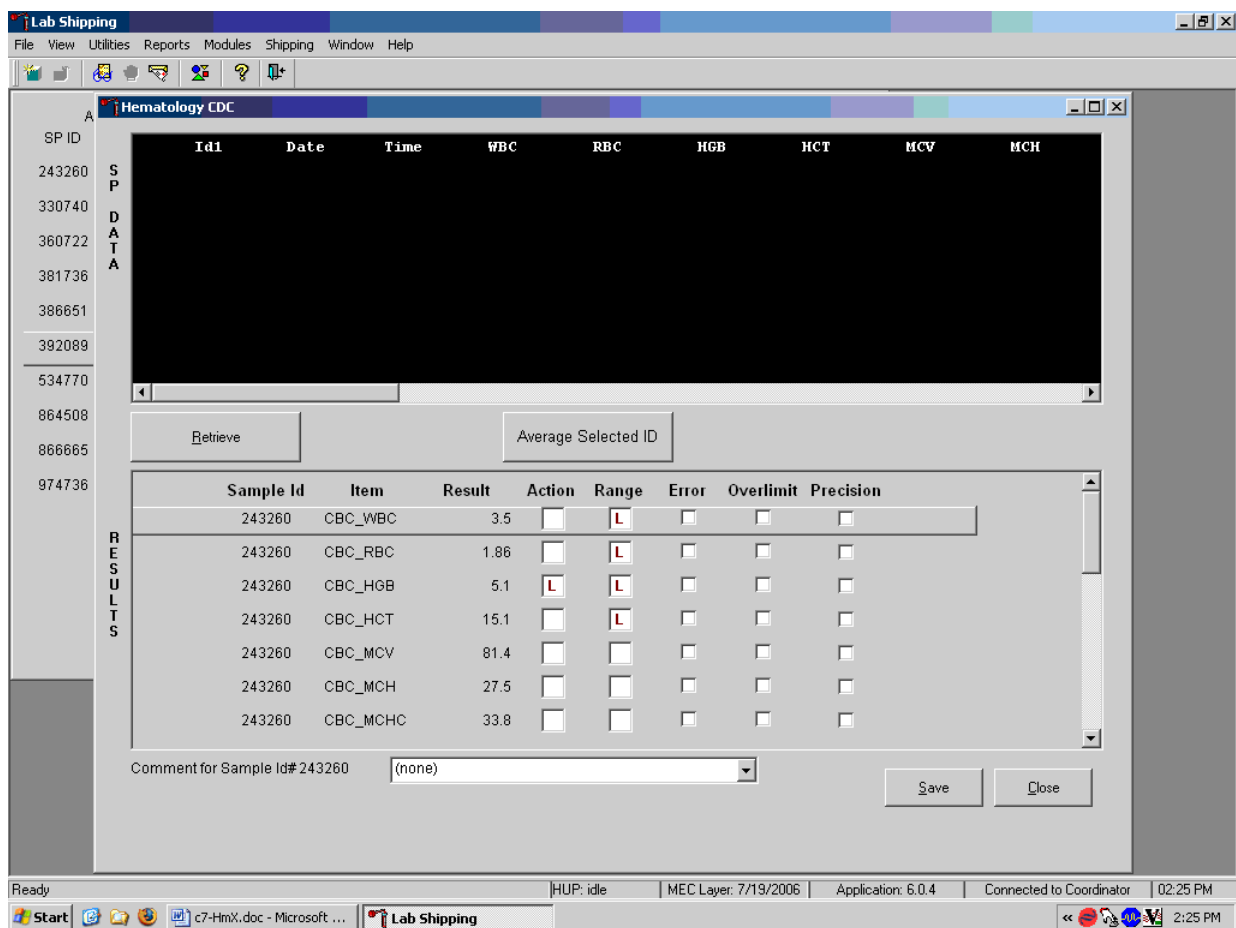 Lab Shipping
File View Utilities Reports Modules Shipping Window Help
A
Hematology CDC
SP ID
243260
330740
360722
381736
386651
392089
534770
864508
866665
974736
SP DATA
Id1 Date Time WBC RBC HGB HCT MCV MCH
Retrieve
Average Selected ID
RESULTS
Sample Id Item Result Action Range Error Overlimit Precision
243260 CBC_WBC 3.5 L
243260 CBC_RBC 1.86 L
243260 CBC_HGB 5.1 L L
243260 CBC_HCT 15.1 L
243260 CBC_MCV 81.4
243260 CBC_MCH 27.5
243260 CBC_MCHC 33.8
Comment for Sample Id# 243260 (none)
Save Close
Ready HUP: idle MEC Layer: 7/19/2006 Application: 6.0.4 Connected to Coordinator 02:25 PM
Start c7-HmX.doc - Microsoft ... Lab Shipping « 2:25 PM